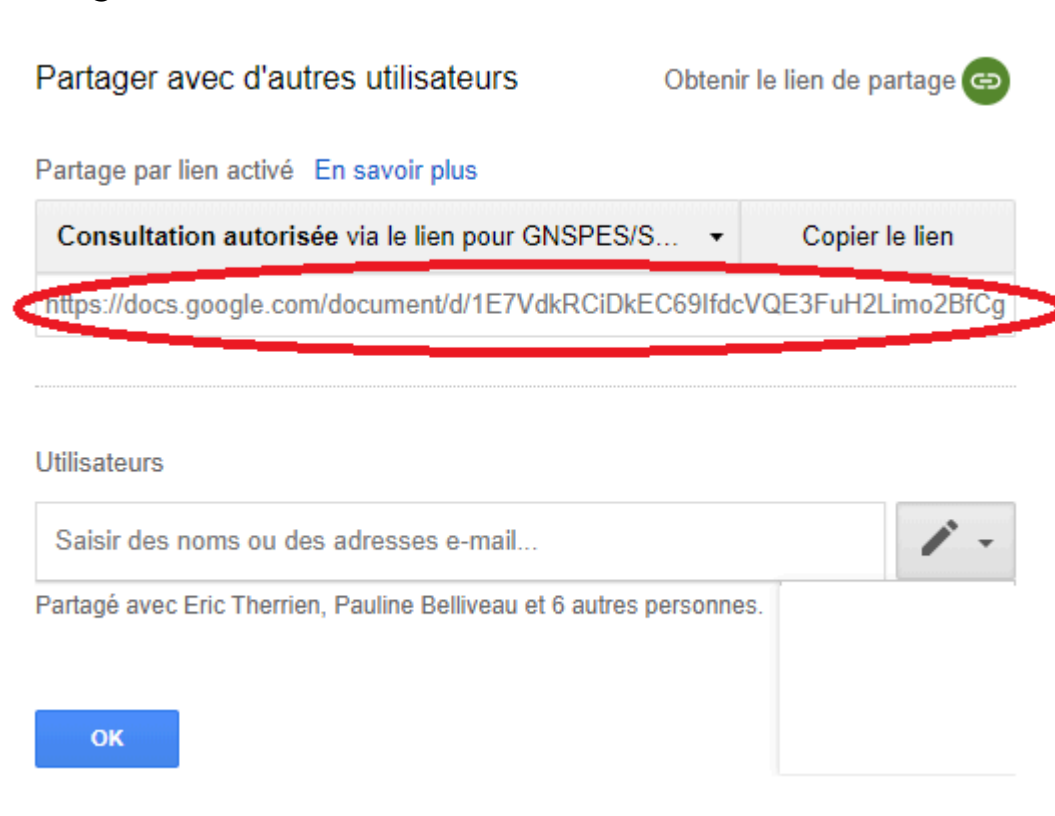 Partager avec d'autres utilisateurs
Obtenir le lien de partage
Partage par lien activé En savoir plus
Consultation autorisée via le lien pour GNSPES/S...
Copier le lien
https://docs.google.com/document/d/1E7VdkRCiDkEC69IfdcVQE3FuH2Limo2BfCg
Utilisateurs
Saisir des noms ou des adresses e-mail...
Partagé avec Eric Therrien, Pauline Belliveau et 6 autres personnes.
OK